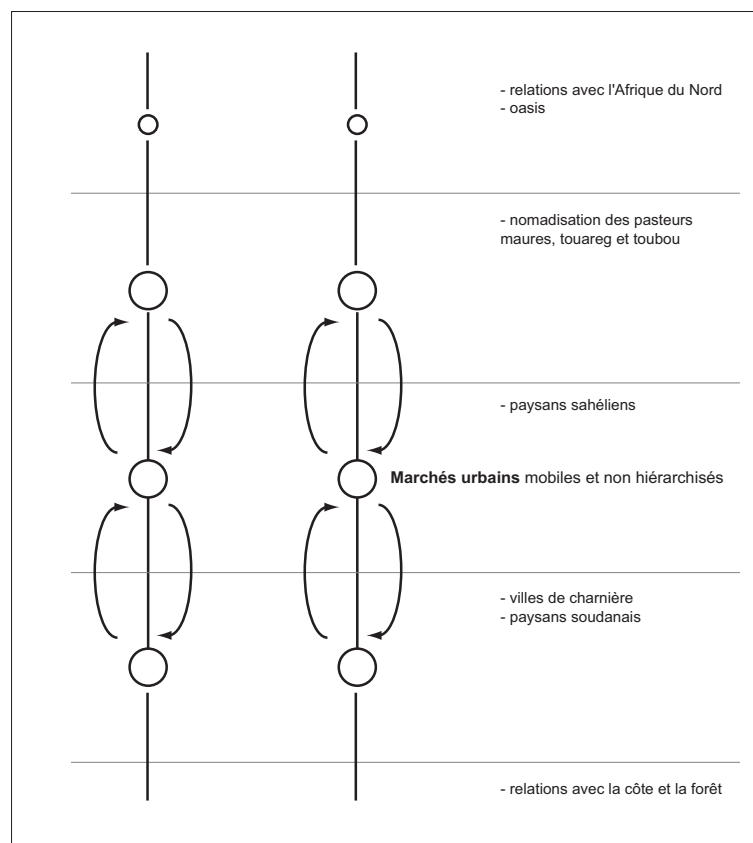 - relations avec l'Afrique du Nord
- oasis
- nomadisation des pasteurs
maures, touareg et toubou
- paysans sahéliens
Marchés urbains mobiles et non hiérarchisés
- villes de charnière
- paysans soudanais
- relations avec la côte et la forêt